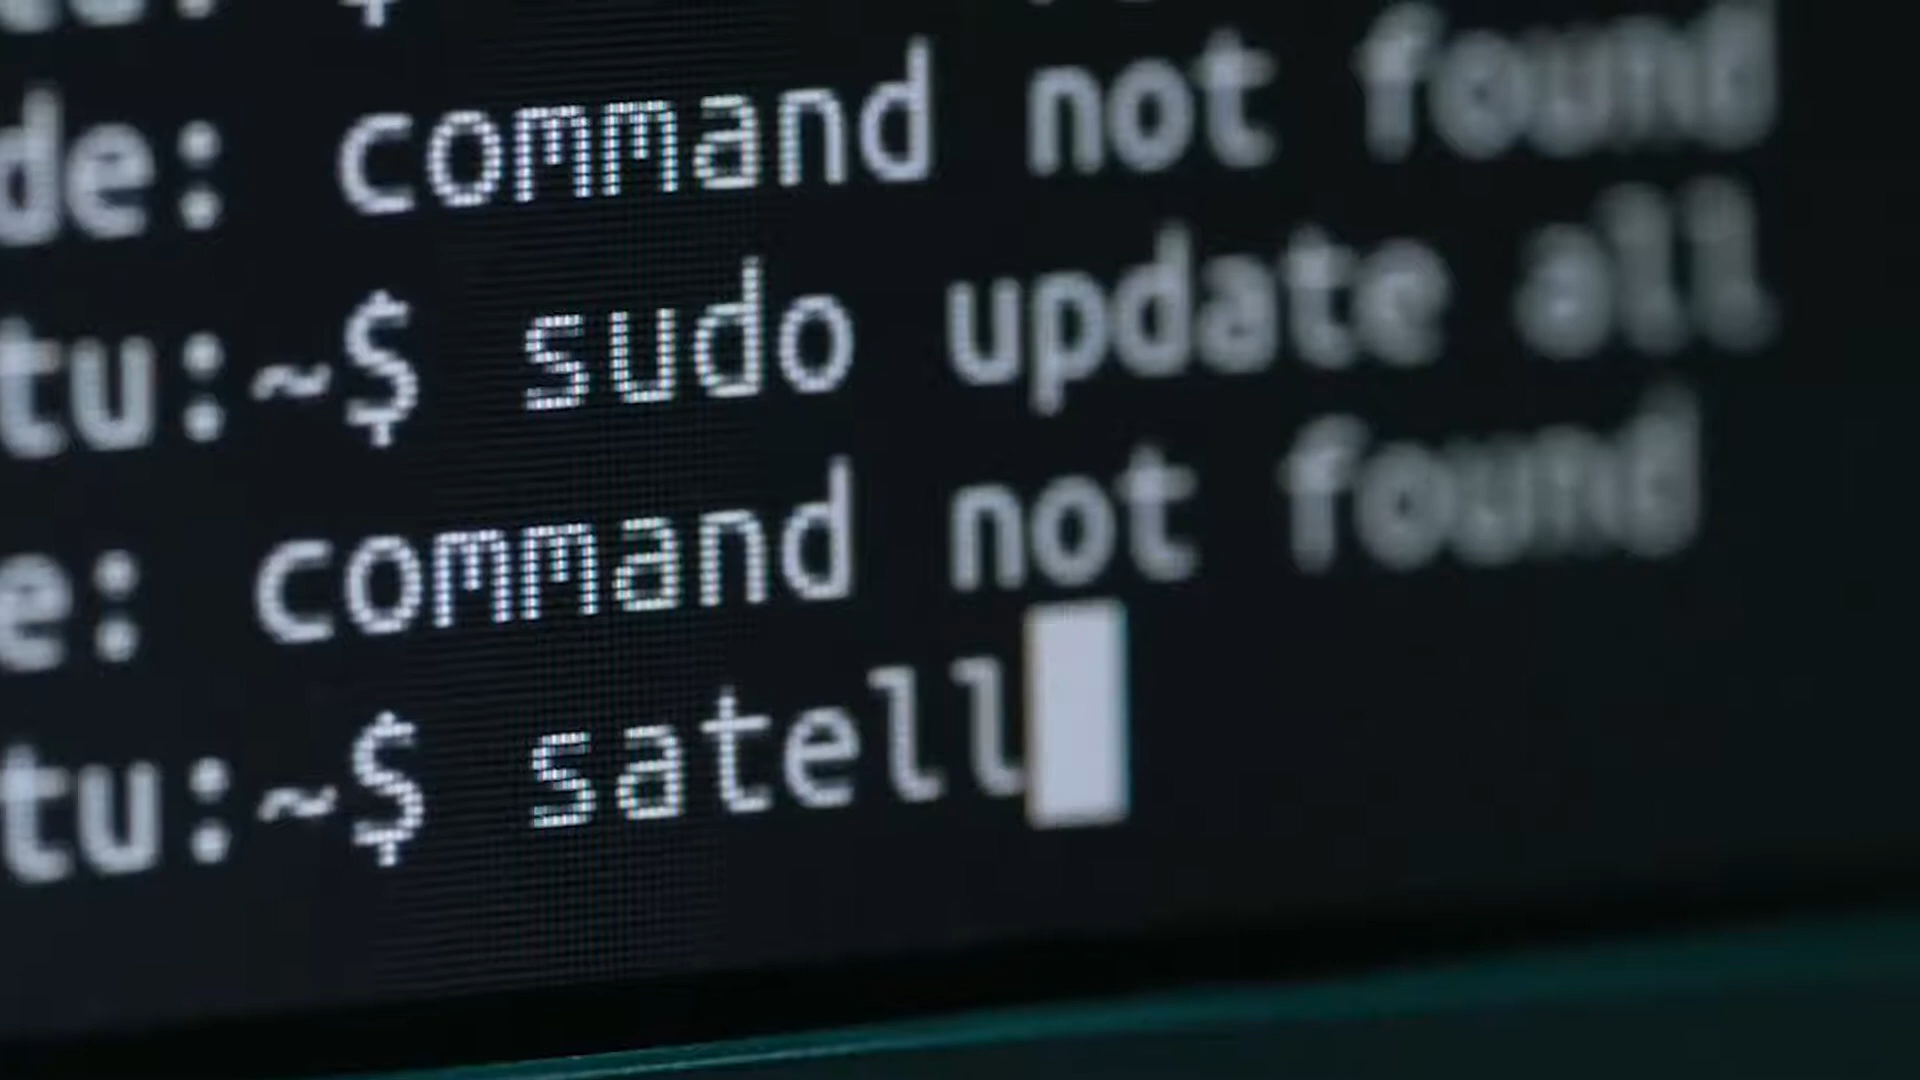 $
de: command not found
tu:~$ sudo update all
e: command not found
tu:~$ satell